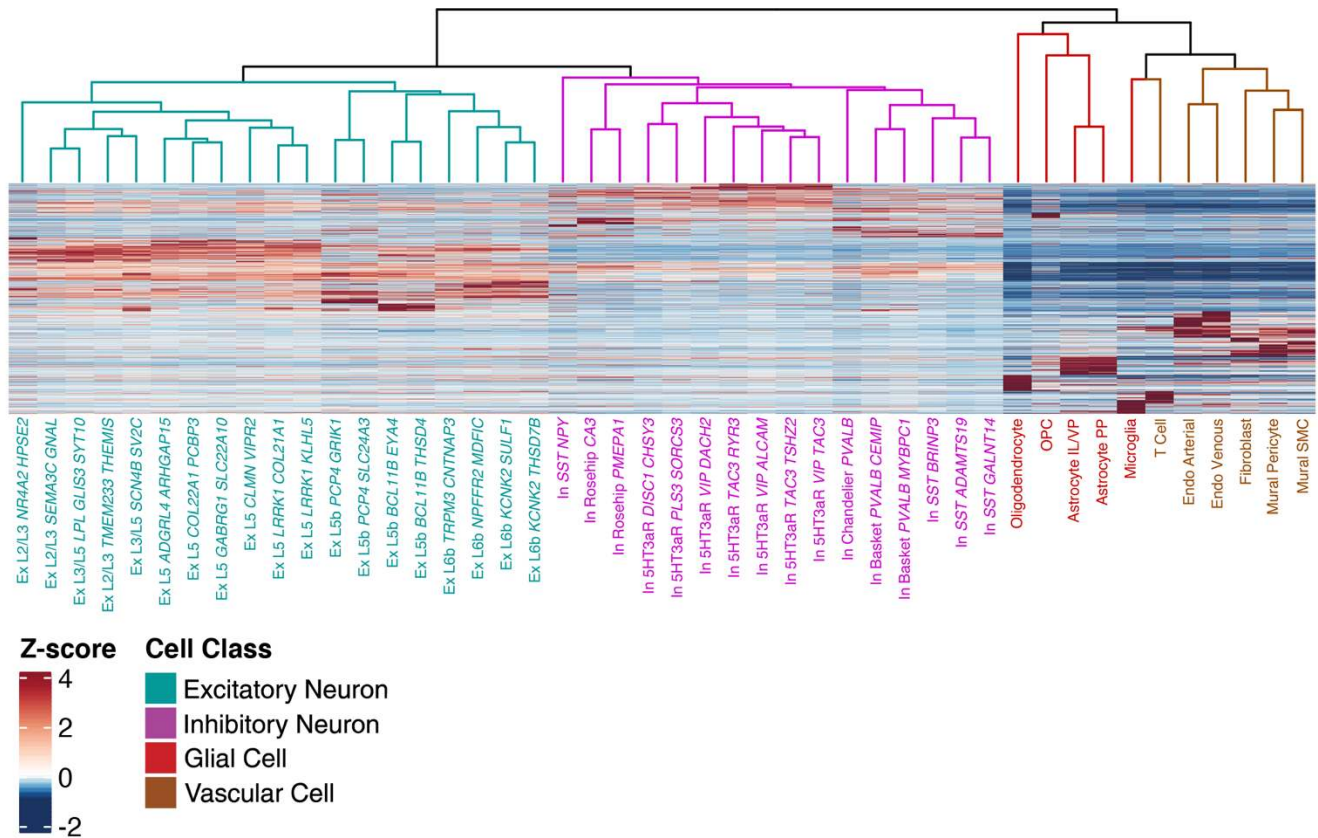 Ex L2/L3 NR4A2 HPSE2
Ex L2/L3 SEMA3C GNAL
Ex L3/L5 LPL GLIS3 SYT10
Ex L2/L3 TMEM233 THEMIS
Ex L3/L5 SCN4B SV2C
Ex L5 ADGRL4 ARHGAP15
Ex L5 COL22A1 PCBP3
Ex L5 GABRG1 SLC22A10
Ex L5 CLMN VIPR2
Ex L5 LRRK1 COL21A1
Ex L5 LRRK1 KLHL5
Ex L5b PCP4 GRIK1
Ex L5b PCP4 SLC24A3
Ex L5b BCL11B EYA4
Ex L5b BCL11B THSD4
Ex L6b TRPM3 CNTNAP3
Ex L6b NPFFR2 MDFIC
Ex L6b KCNK2 SULF1
Ex L6b KCNK2 THSD7B
In SST NPY
In Rosehip CA3
In Rosehip PMEPA1
In 5HT3aR DISC1 CHSY3
In 5HT3aR PLS3 SORCS3
In 5HT3aR VIP DACH2
In 5HT3aR TAC3 RYR3
In 5HT3aR VIP ALCAM
In 5HT3aR TAC3 TSHZ2
In 5HT3aR VIP TAC3
In Chandelier PVALB
In Basket PVALB CEMIP
In Basket PVALB MYBPC1
In SST BRINP3
In SST ADAMTS19
In SST GALNT14
Oligodendrocyte
OPC
Astrocyte IL/VP
Astrocyte PP
Microglia
T Cell
Endo Arterial
Endo Venous
Fibroblast
Mural Pericyte
Mural SMC
Z-score
4
2
0
-2
Cell Class
Excitatory Neuron
Inhibitory Neuron
Glial Cell
Vascular Cell